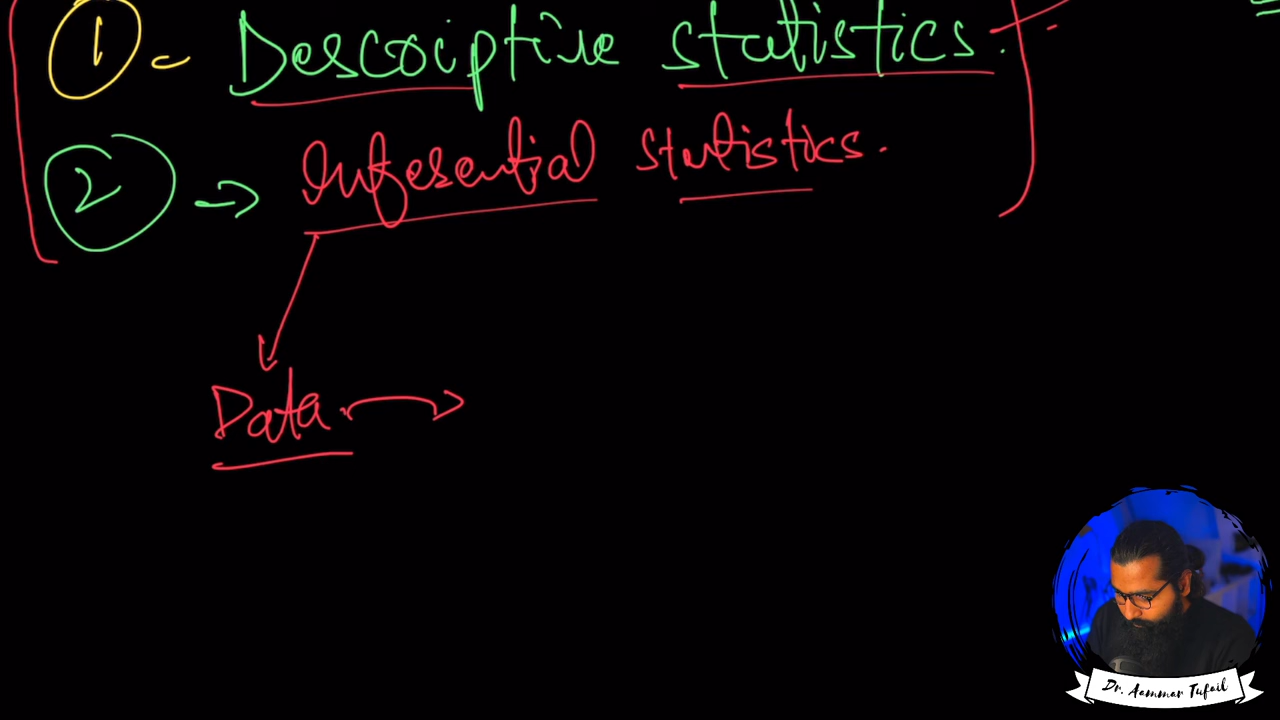 1 - Descriptive statistics.
2 → Inferential statistics.
Data →
Dr. Aammar Tufail